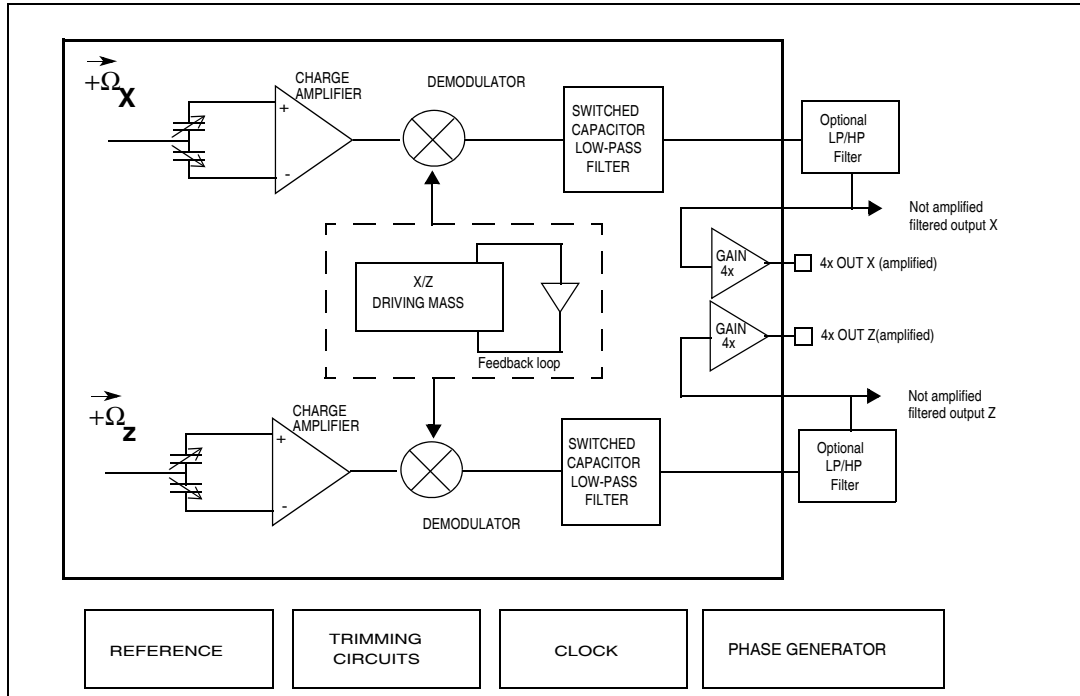 +Ω X
CHARGE
AMPLIFIER
DEMODULATOR
SWITCHED
CAPACITOR
LOW-PASS
FILTER
Optional
LP/HP
Filter
+
-
Not amplified
filtered output X
GAIN
4x
4x OUT X (amplified)
X/Z
DRIVING MASS
Feedback loop
GAIN
4x
4x OUT Z(amplified)
Not amplified
filtered output Z
+Ω z
CHARGE
AMPLIFIER
+
-
DEMODULATOR
SWITCHED
CAPACITOR
LOW-PASS
FILTER
Optional
LP/HP
Filter
REFERENCE
TRIMMING
CIRCUITS
CLOCK
PHASE GENERATOR